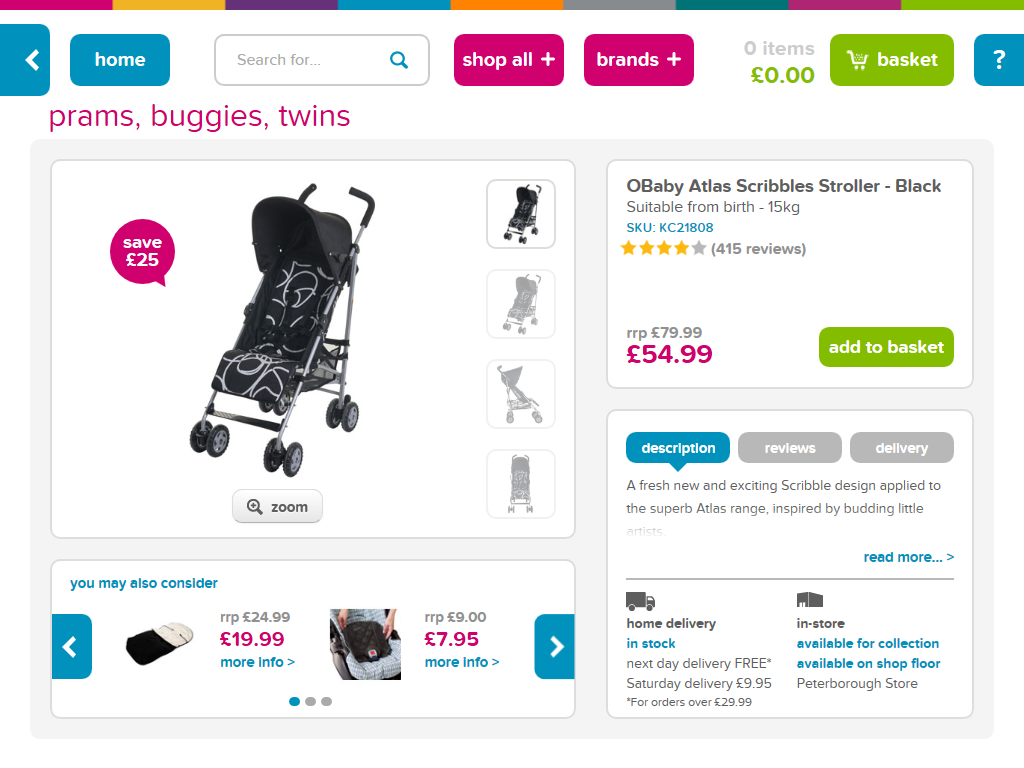 home
Search for...
shop all +
brands +
0 items
£0.00
basket
?
prams, buggies, twins
save
£25
zoom
OBaby Atlas Scribbles Stroller - Black
Suitable from birth - 15kg
SKU: KC21808
(415 reviews)
rrp £79.99
£54.99
add to basket
description
reviews
delivery
A fresh new and exciting Scribble design applied to
the superb Atlas range, inspired by budding little
artists.
read more... >
home delivery
in stock
next day delivery FREE*
Saturday delivery £9.95
*For orders over £29.99
in-store
available for collection
available on shop floor
Peterborough Store
you may also consider
rrp £24.99
£19.99
more info >
rrp £9.00
£7.95
more info >